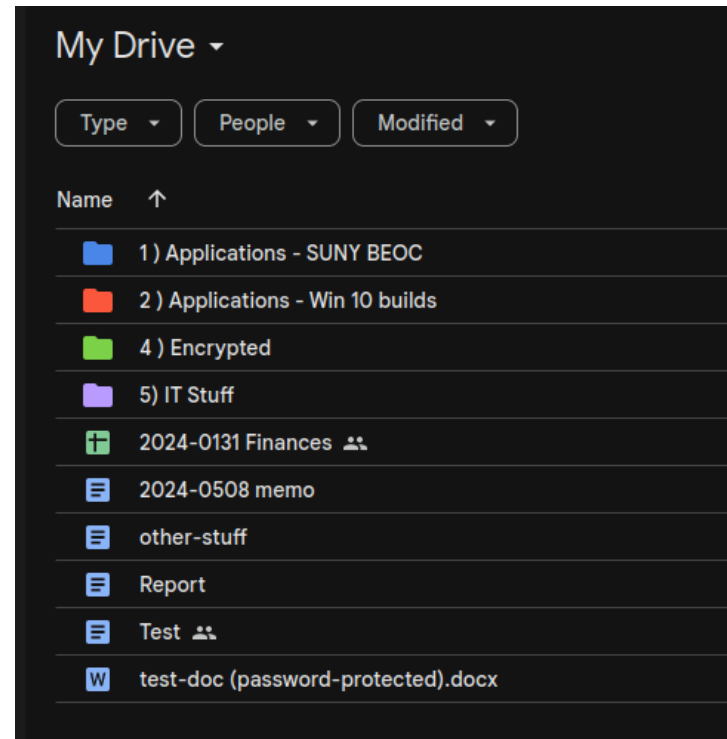 My Drive
Type People Modified
Name
1 ) Applications - SUNY BEOC
2 ) Applications - Win 10 builds
4 ) Encrypted
5) IT Stuff
2024-0131 Finances
2024-0508 memo
other-stuff
Report
Test
W test-doc (password-protected).docx